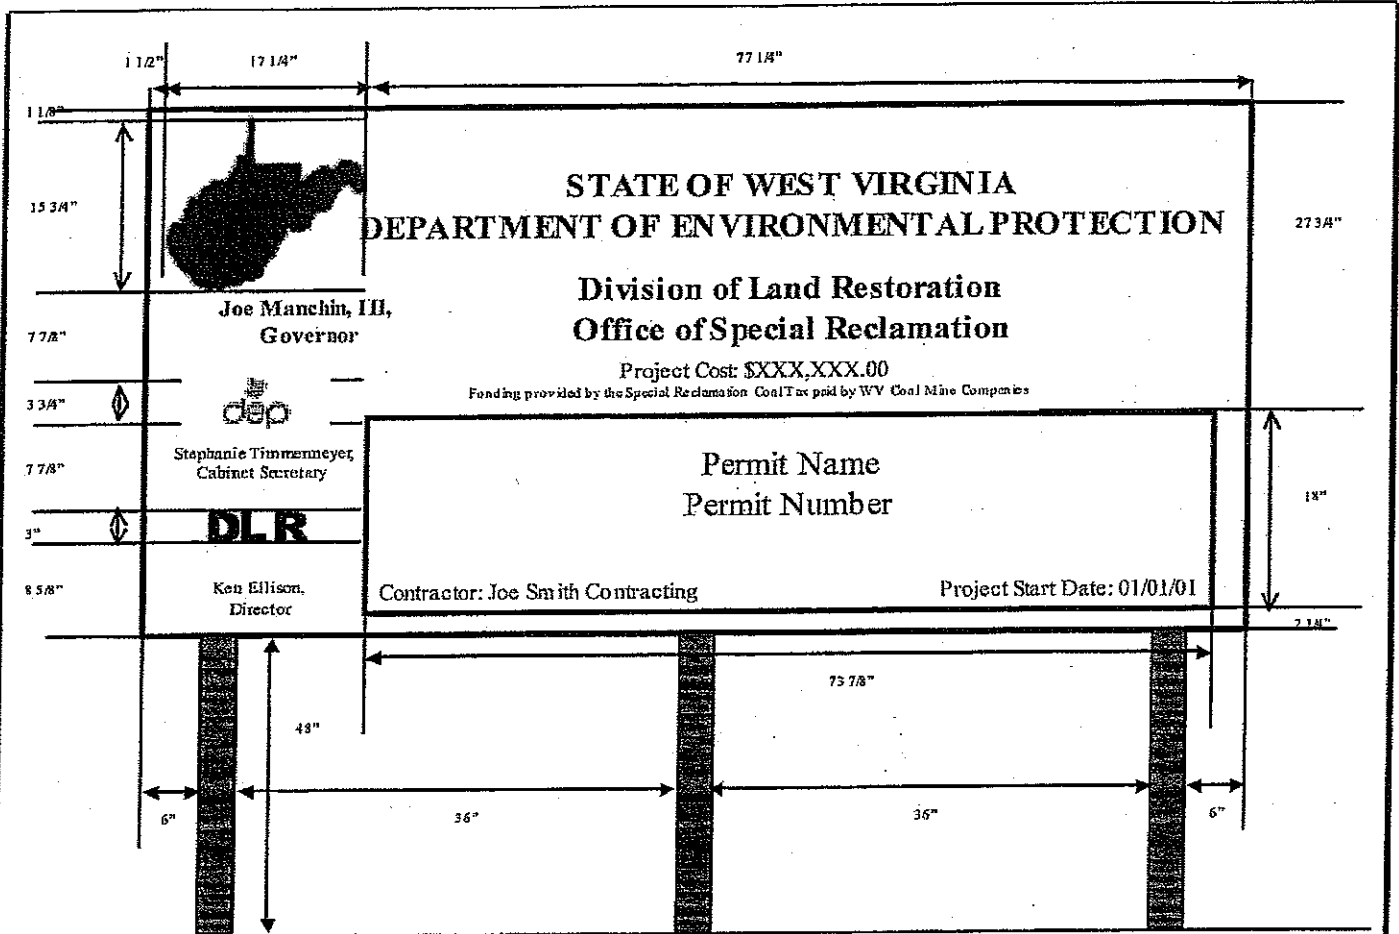 1 1/2"
17 1/4"
77 1/4"
1 1/8"
15 3/4"
STATE OF WEST VIRGINIA
DEPARTMENT OF ENVIRONMENTAL PROTECTION
27 3/4"
Division of Land Restoration
Office of Special Reclamation
Joe Manchin, III,
Governor
7 7/8"
Project Cost: $XXX,XXX.00
Funding provided by the Special Reclamation Coal Tax paid by WV Coal Mine Companies
3 3/4"
dep
Stephanie Timmermeyer,
Cabinet Secretary
7 7/8"
Permit Name
Permit Number
18"
DLR
3"
8 5/8"
Ken Ellison,
Director
Contractor: Joe Smith Contracting
Project Start Date: 01/01/01
2 1/4"
73 7/8"
48"
6"
36"
36"
6"